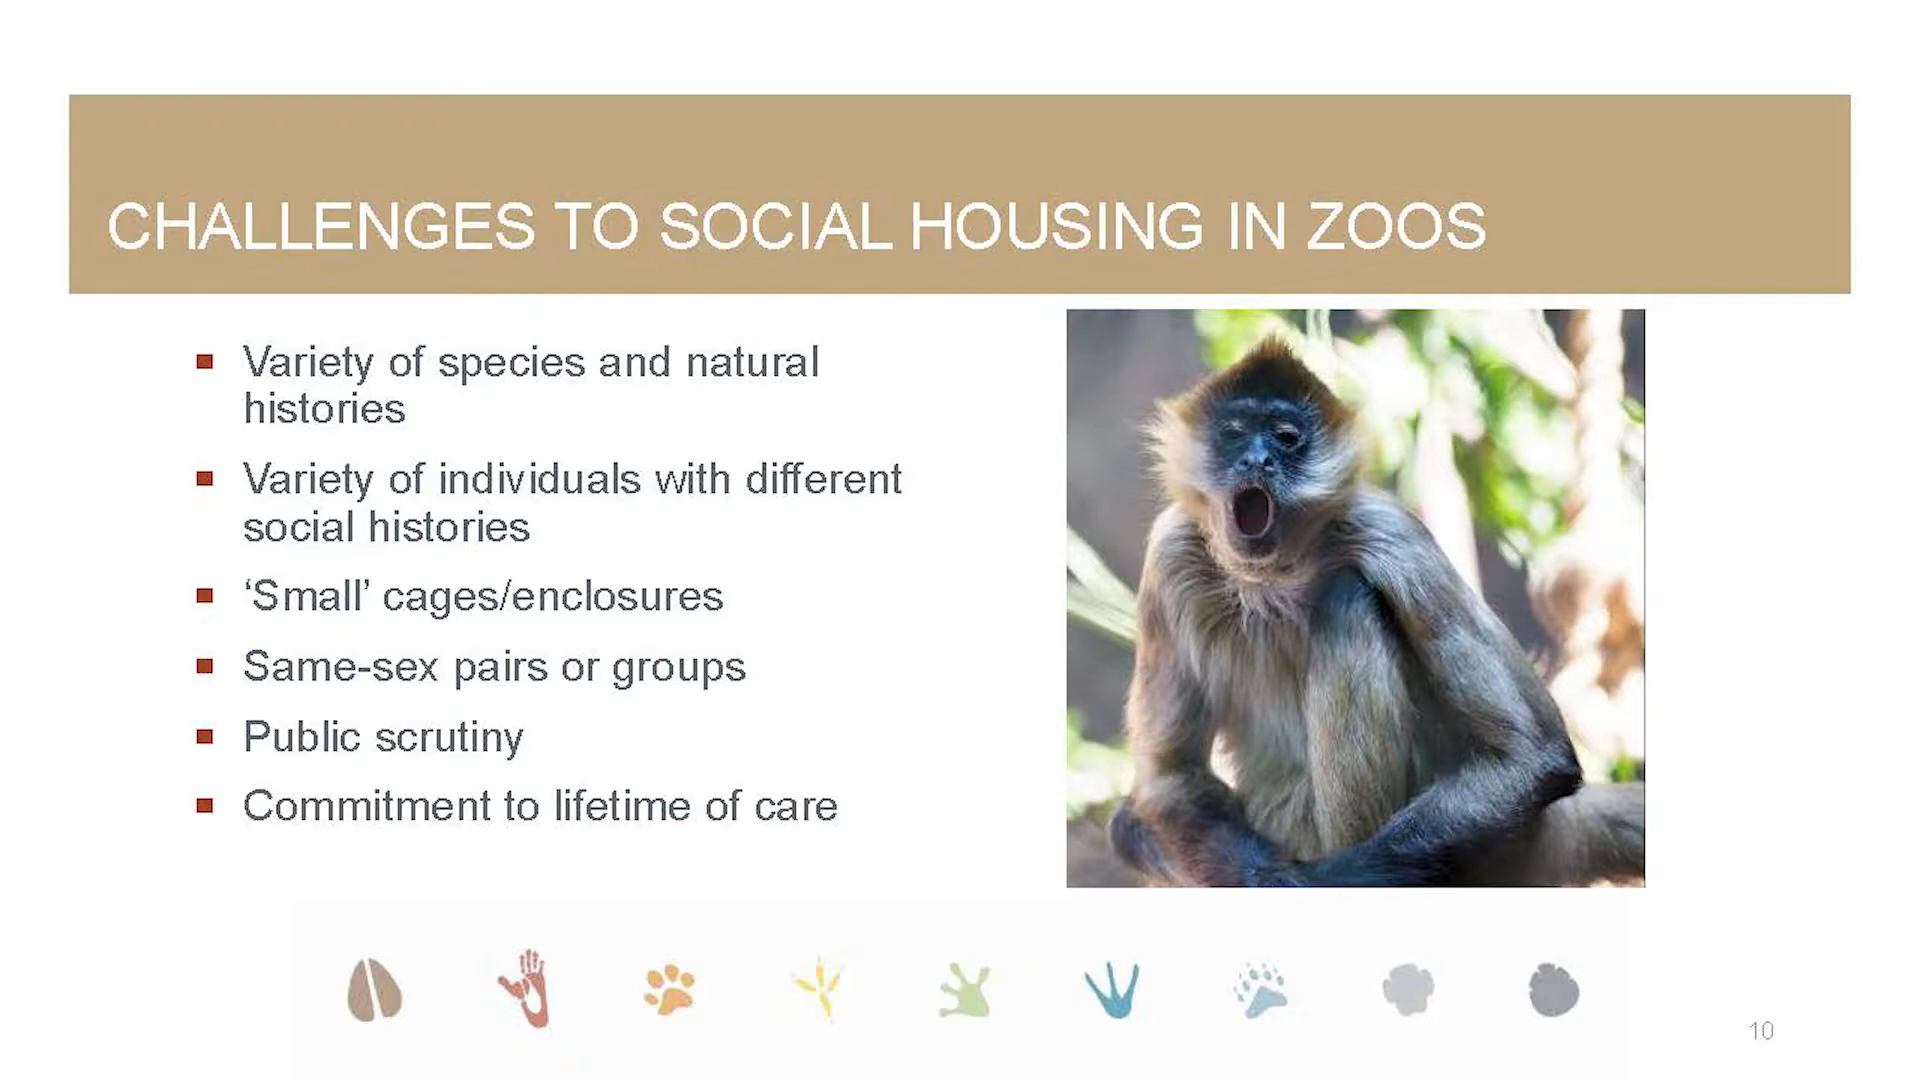 CHALLENGES TO SOCIAL HOUSING IN ZOOS
▪ Variety of species and natural
histories
▪ Variety of individuals with different
social histories
▪ ‘Small’ cages/enclosures
▪ Same-sex pairs or groups
▪ Public scrutiny
▪ Commitment to lifetime of care
10